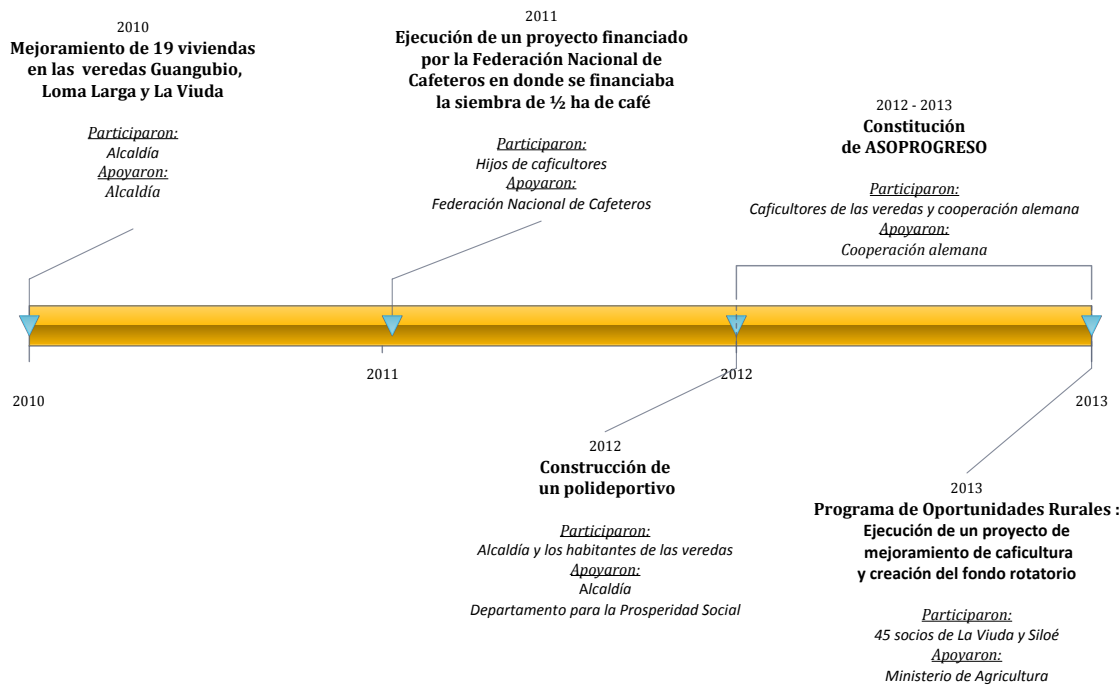 2010
Mejoramiento de 19 viviendas
en las veredas Guangubio,
Loma Larga y La Viuda
Participaron:
Alcaldía
Apoyaron:
Alcaldía
2011
Ejecución de un proyecto financiado
por la Federación Nacional de
Cafeteros en donde se financiaba
la siembra de ½ ha de café
Participaron:
Hijos de caficultores
Apoyaron:
Federación Nacional de Cafeteros
2012 - 2013
Constitución
de ASOPROGRESO
Participaron:
Caficultores de las veredas y cooperación alemana
Apoyaron:
Cooperación alemana
2010
2011
2012
2013
2012
Construcción de
un polideportivo
Participaron:
Alcaldía y los habitantes de las veredas
Apoyaron:
Alcaldía
Departamento para la Prosperidad Social
2013
Programa de Oportunidades Rurales :
Ejecución de un proyecto de
mejoramiento de caficultura
y creación del fondo rotatorio
Participaron:
45 socios de La Viuda y Siloé
Apoyaron:
Ministerio de Agricultura